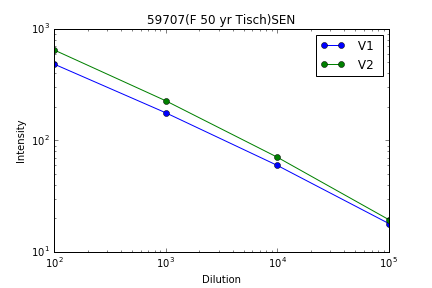 59707(F 50 yr Tisch)SEN
10³
V1
V2
10²
10¹
Intensity
10² 10³ 10⁴ 10⁵
Dilution